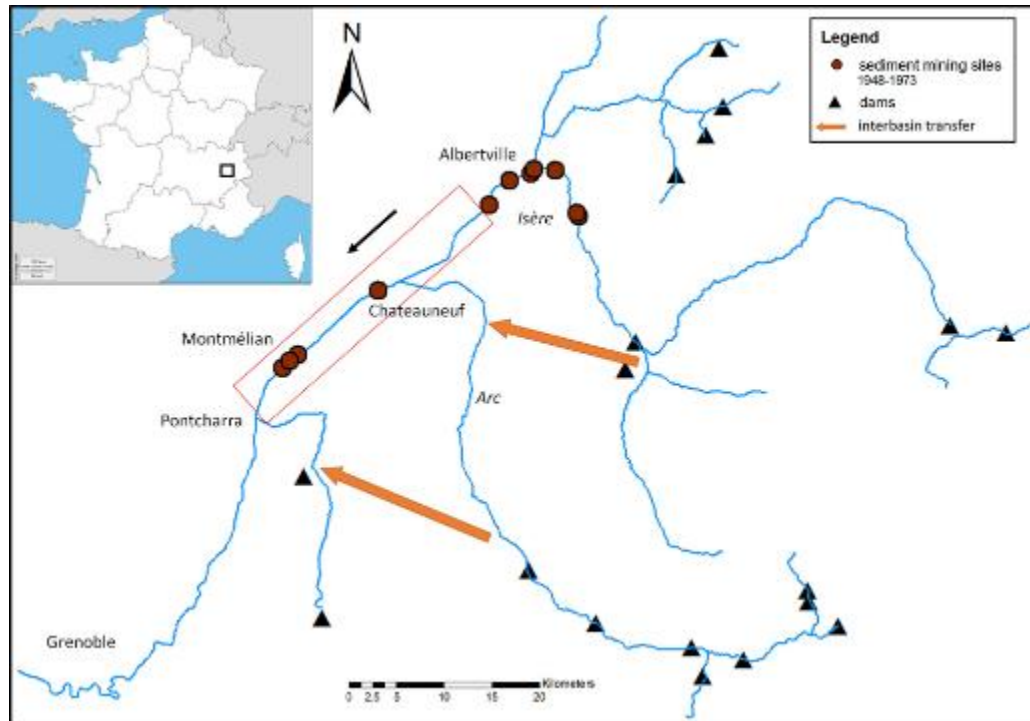 N
Legend
sediment mining sites
1948-1973
dams
interbasin transfer
Albertville
Isère
Chateauneuf
Montmélian
Arc
Pontcharra
Grenoble
Kilometers
0 2.5 5 10 15 20